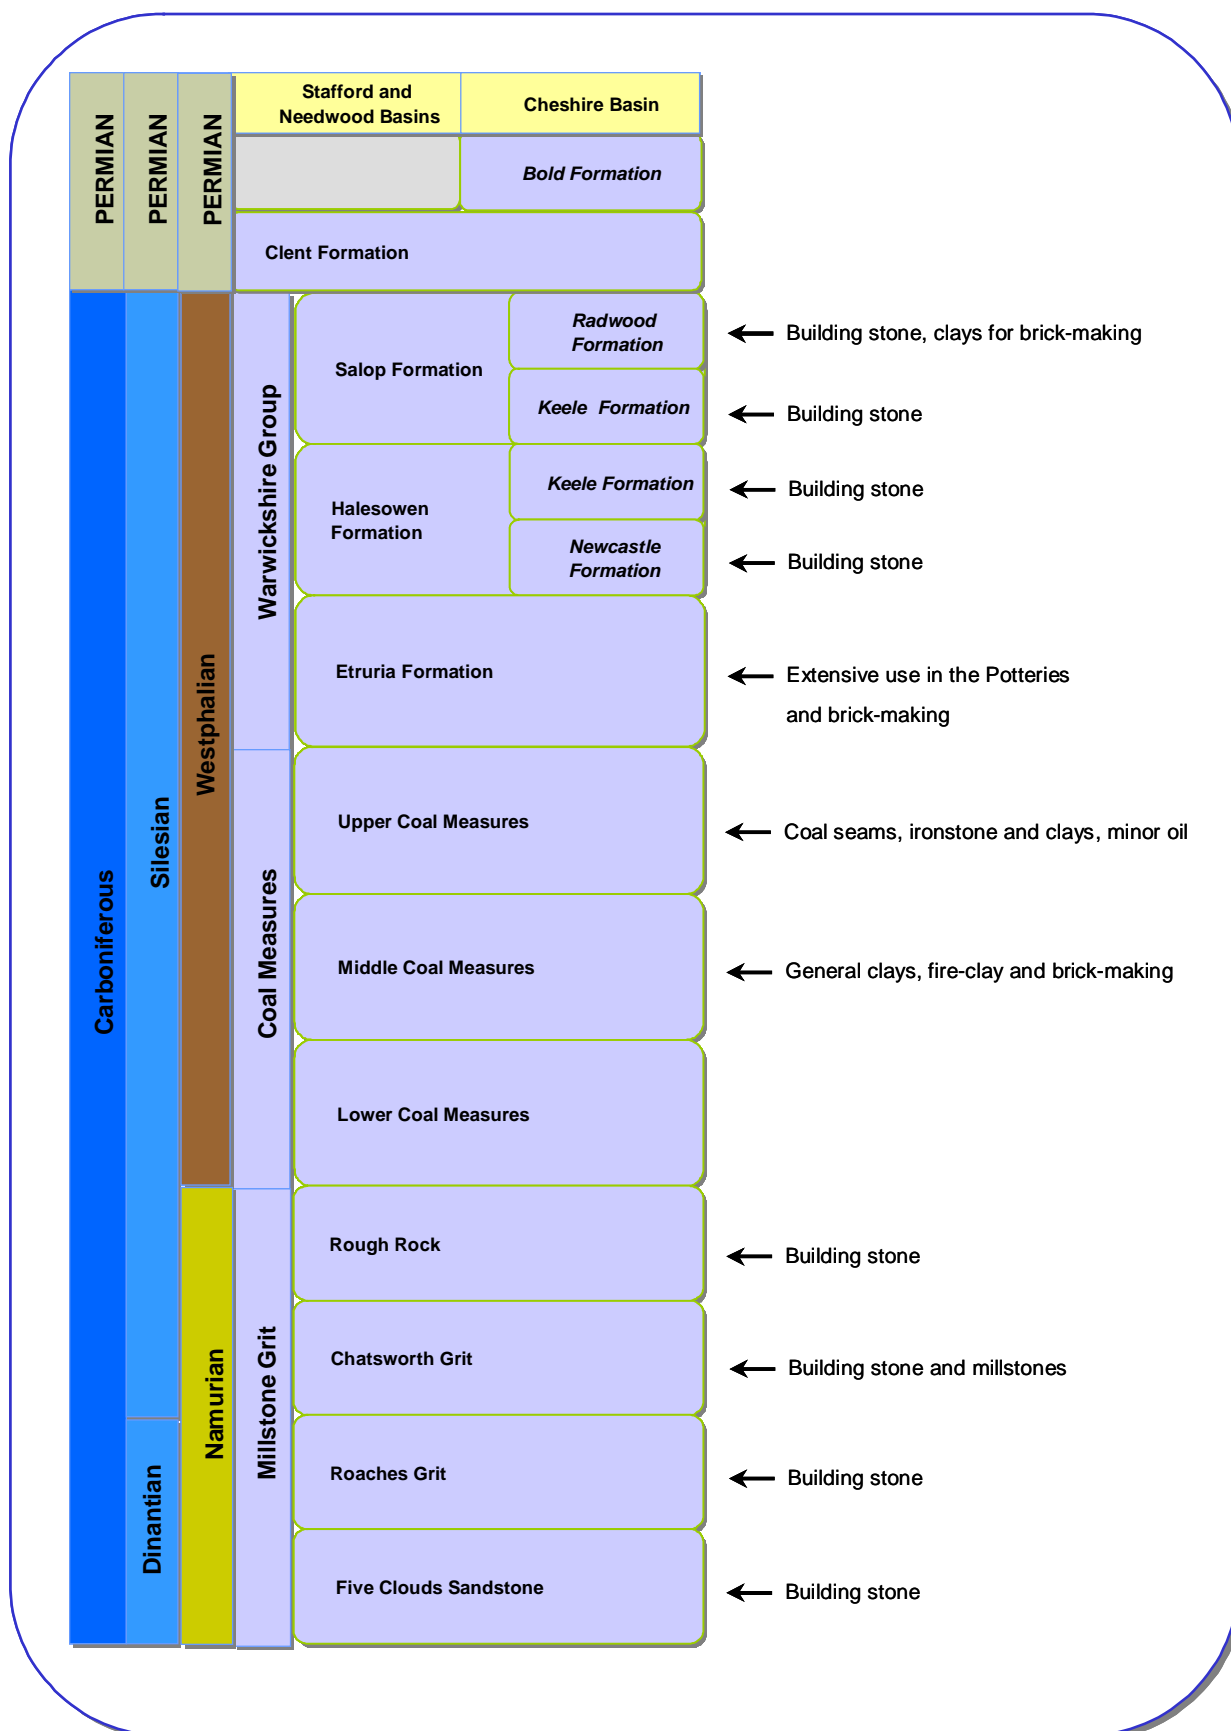 PERMIAN
PERMIAN
PERMIAN
Stafford and
Needwood Basins
Cheshire Basin
Bold Formation
Clent Formation
Carboniferous
Silesian
Dinantian
Westphalian
Namurian
Warwickshire Group
Coal Measures
Millstone Grit
Salop Formation
Radwood
Formation
Building stone, clays for brick-making
Keele Formation
Building stone
Halesowen
Formation
Keele Formation
Building stone
Newcastle
Formation
Building stone
Etruria Formation
Extensive use in the Potteries
and brick-making
Upper Coal Measures
Coal seams, ironstone and clays, minor oil
Middle Coal Measures
General clays, fire-clay and brick-making
Lower Coal Measures
Rough Rock
Building stone
Chatsworth Grit
Building stone and millstones
Roaches Grit
Building stone
Five Clouds Sandstone
Building stone